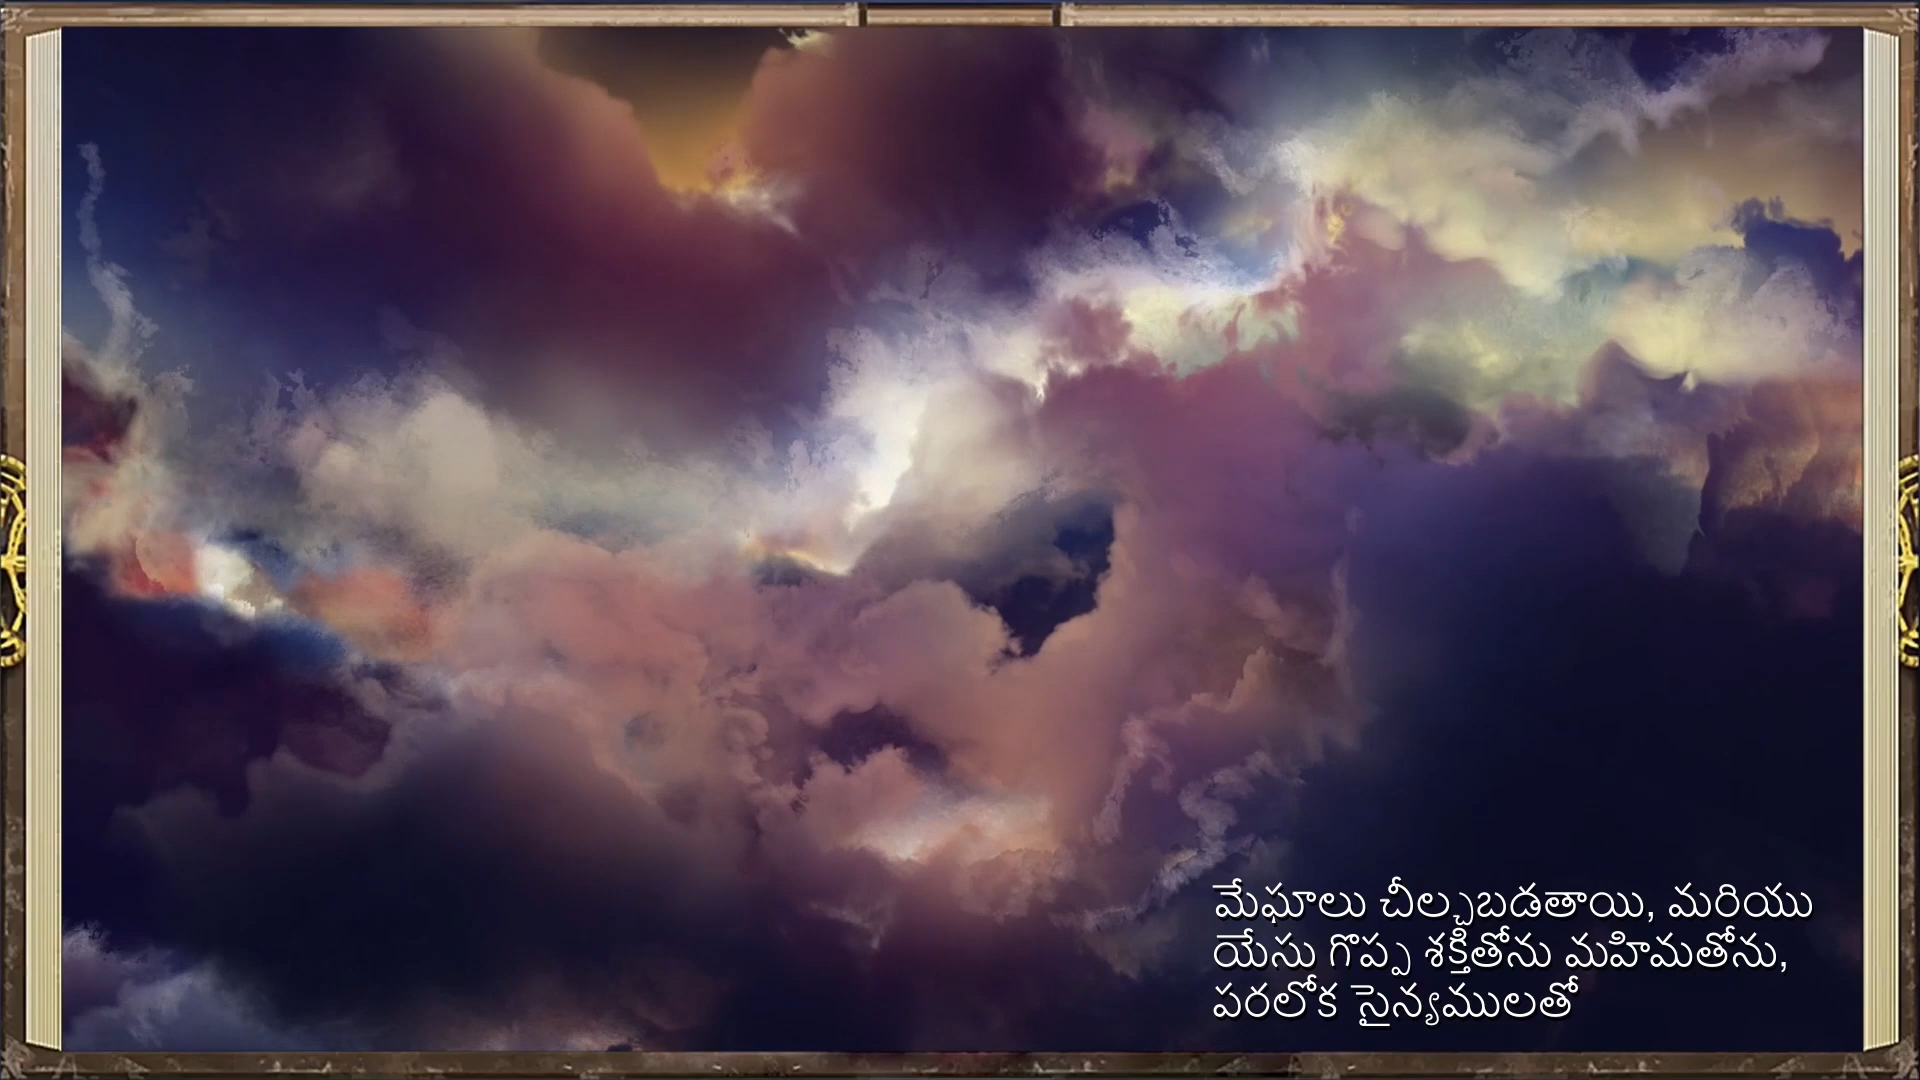 మేఘాలు చీల్చబడతాయి, మరియు
యేసు గొప్ప శక్తితోను మహిమతోను,
పరలోక సైన్యములతో